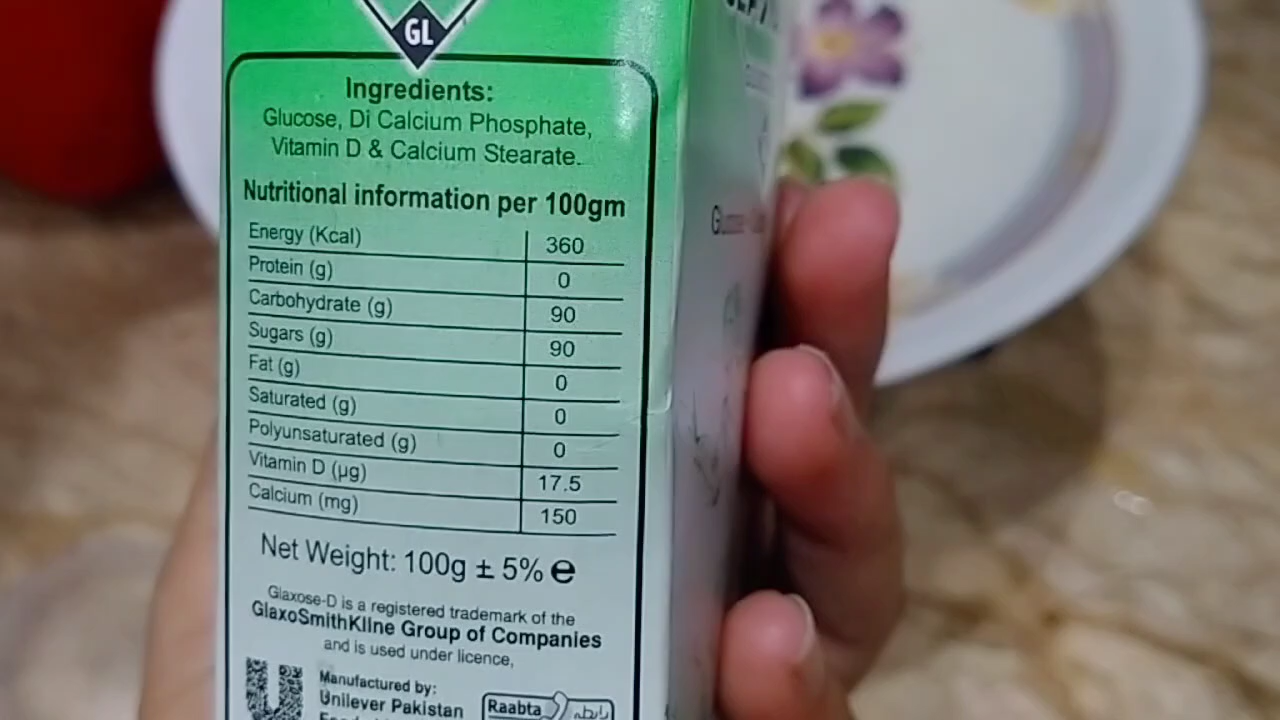 GL
Ingredients:
Glucose, Di Calcium Phosphate,
Vitamin D & Calcium Stearate.
Nutritional information per 100gm
Energy (Kcal) 360
Protein (g) 0
Carbohydrate (g) 90
Sugars (g) 90
Fat (g) 0
Saturated (g) 0
Polyunsaturated (g) 0
Vitamin D (µg) 17.5
Calcium (mg) 150
Net Weight: 100g ± 5% e
Glaxose-D is a registered trademark of the
GlaxoSmithKline Group of Companies
and is used under licence,
Manufactured by:
Unilever Pakistan
Raabta رابطہ